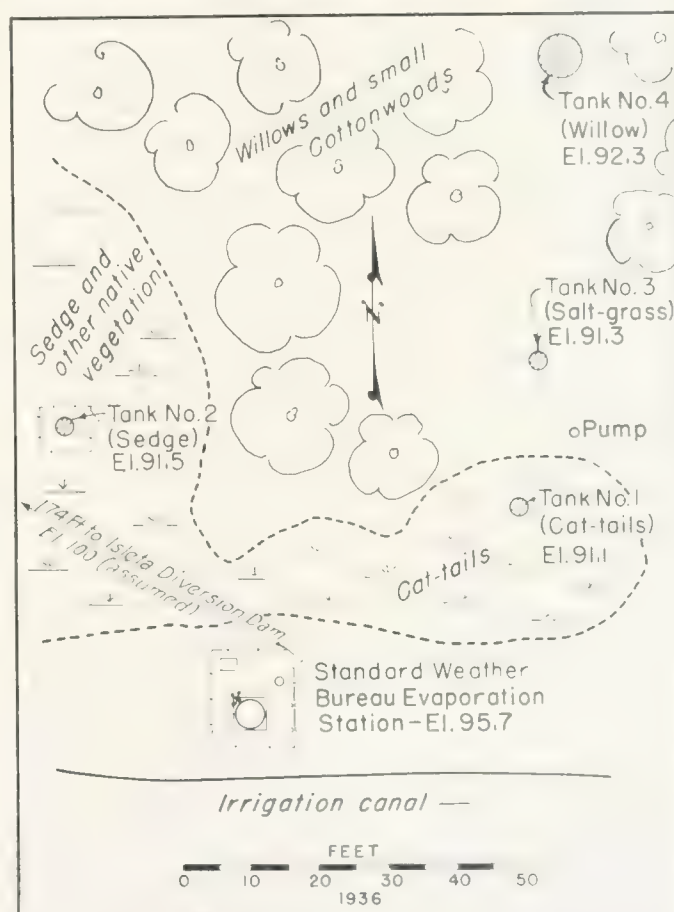 Willows and small
Cottonwoods
Tank No. 4
(Willow)
El. 92.3
Sedge and
other native
vegetation
N
Tank No. 3
(Salt-grass)
El. 91.3
Tank No. 2
(Sedge)
El. 91.5
Pump
Tank No. 1
(Cat-tails)
El. 91.1
174 Ft to Isleta Diversion Dam
El. 100 (assumed)
Cat-tails
Standard Weather
Bureau Evaporation
Station – El. 95.7
Irrigation canal —
FEET
0 10 20 30 40 50
1936